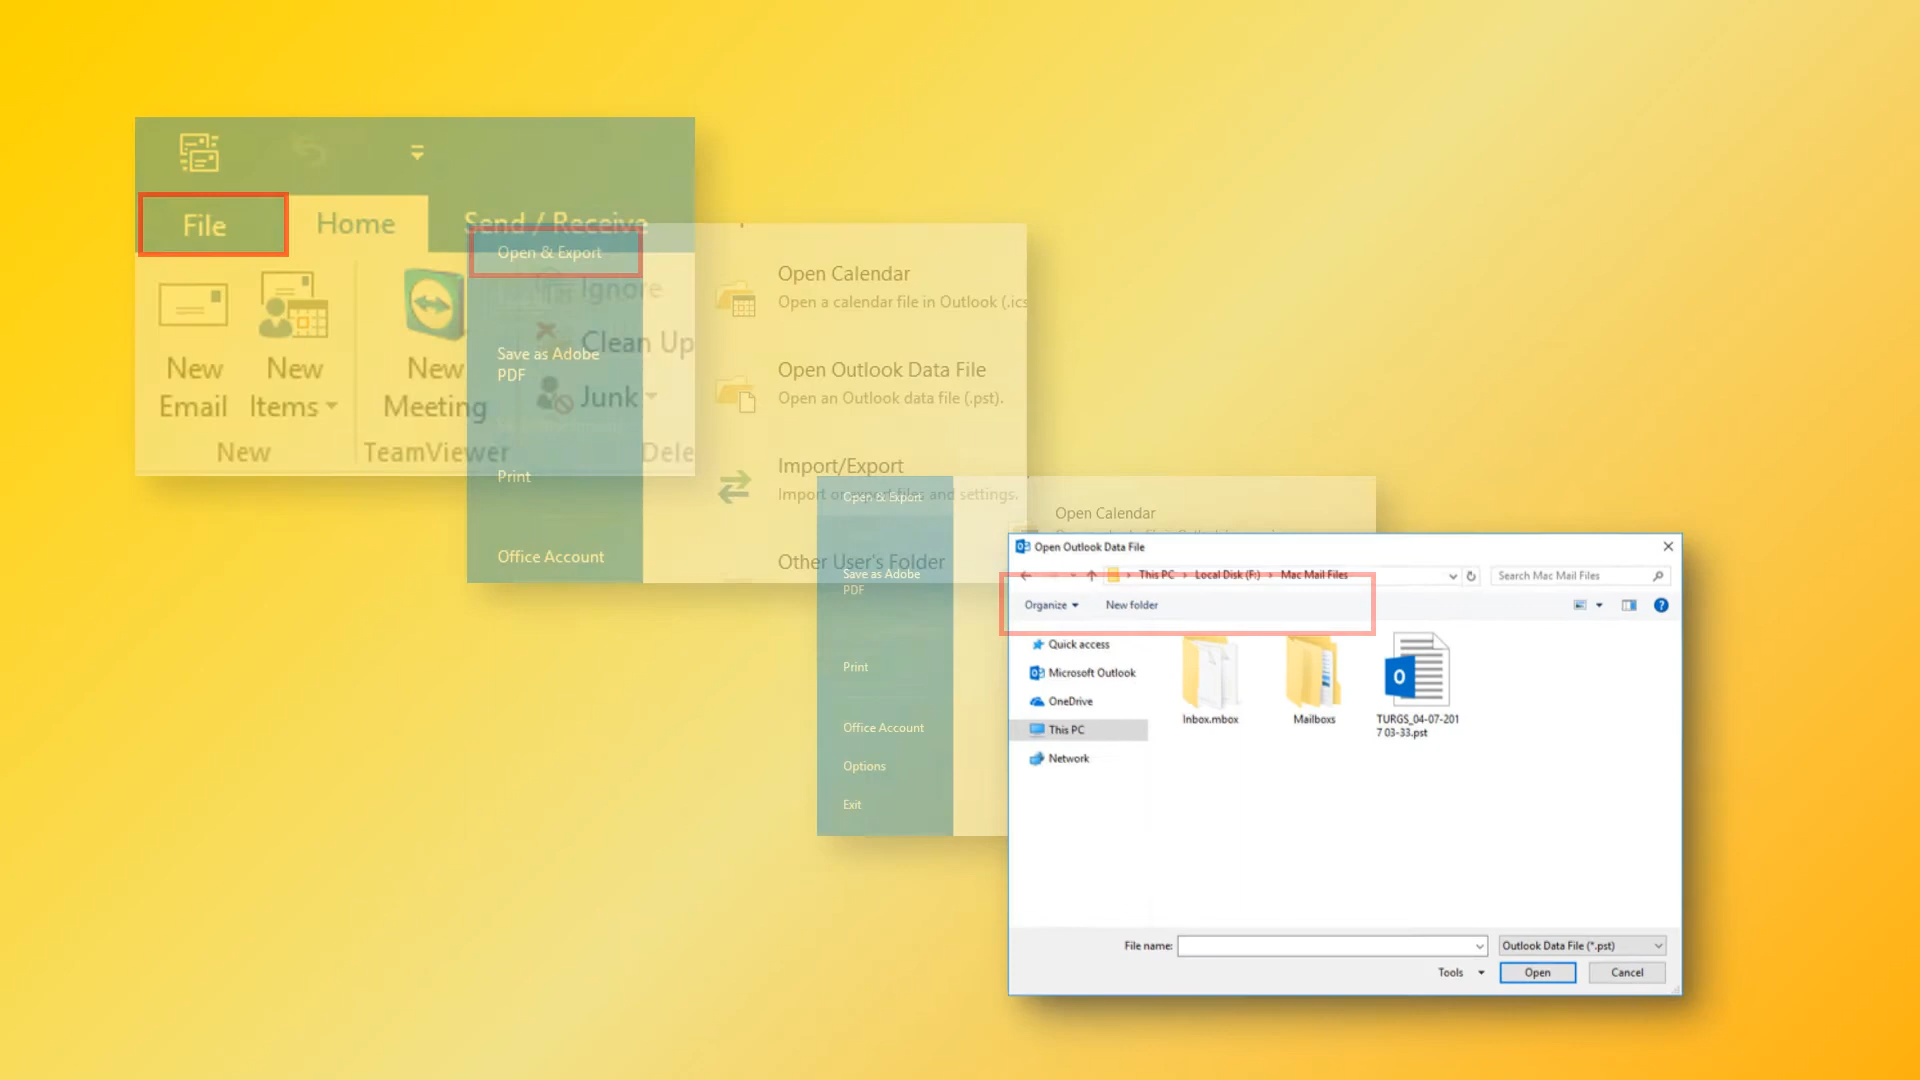 File
Home
Send / Receive
New
Email
New
Items
New
Meeting
Ignore
Clean Up
Junk
New
TeamViewer
Dele
Open & Export
Save as Adobe
PDF
Print
Office Account
Open Calendar
Open a calendar file in Outlook (.ics
Open Outlook Data File
Open an Outlook data file (.pst).
Import/Export
Import or export files and settings.
Other User's Folder
Open & Export
Save as Adobe
PDF
Print
Office Account
Options
Exit
Open Calendar
Open Outlook Data File
This PC
Local Disk (F:)
Mac Mail Files
Search Mac Mail Files
Organize
New folder
Quick access
Microsoft Outlook
OneDrive
This PC
Network
Inbox.mbox
Mailboxs
TURGS_04-07-201
7 03-33.pst
File name:
Outlook Data File (*.pst)
Tools
Open
Cancel